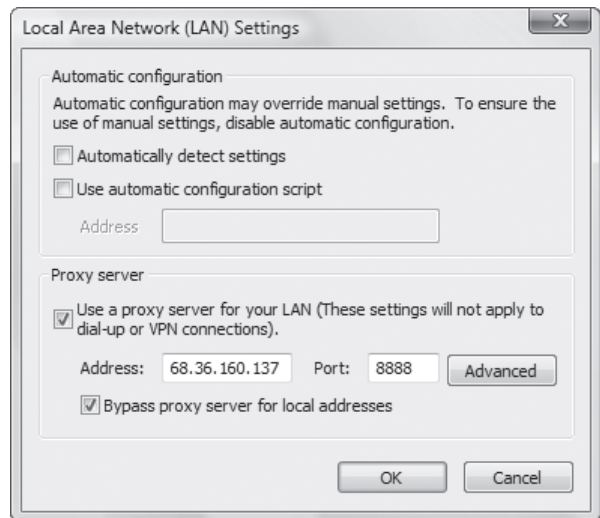 Local Area Network (LAN) Settings
X
Automatic configuration
Automatic configuration may override manual settings. To ensure the
use of manual settings, disable automatic configuration.
Automatically detect settings
Use automatic configuration script
Address
Proxy server
Use a proxy server for your LAN (These settings will not apply to
dial-up or VPN connections).
Address: 68.36.160.137 Port: 8888 Advanced
Bypass proxy server for local addresses
OK Cancel